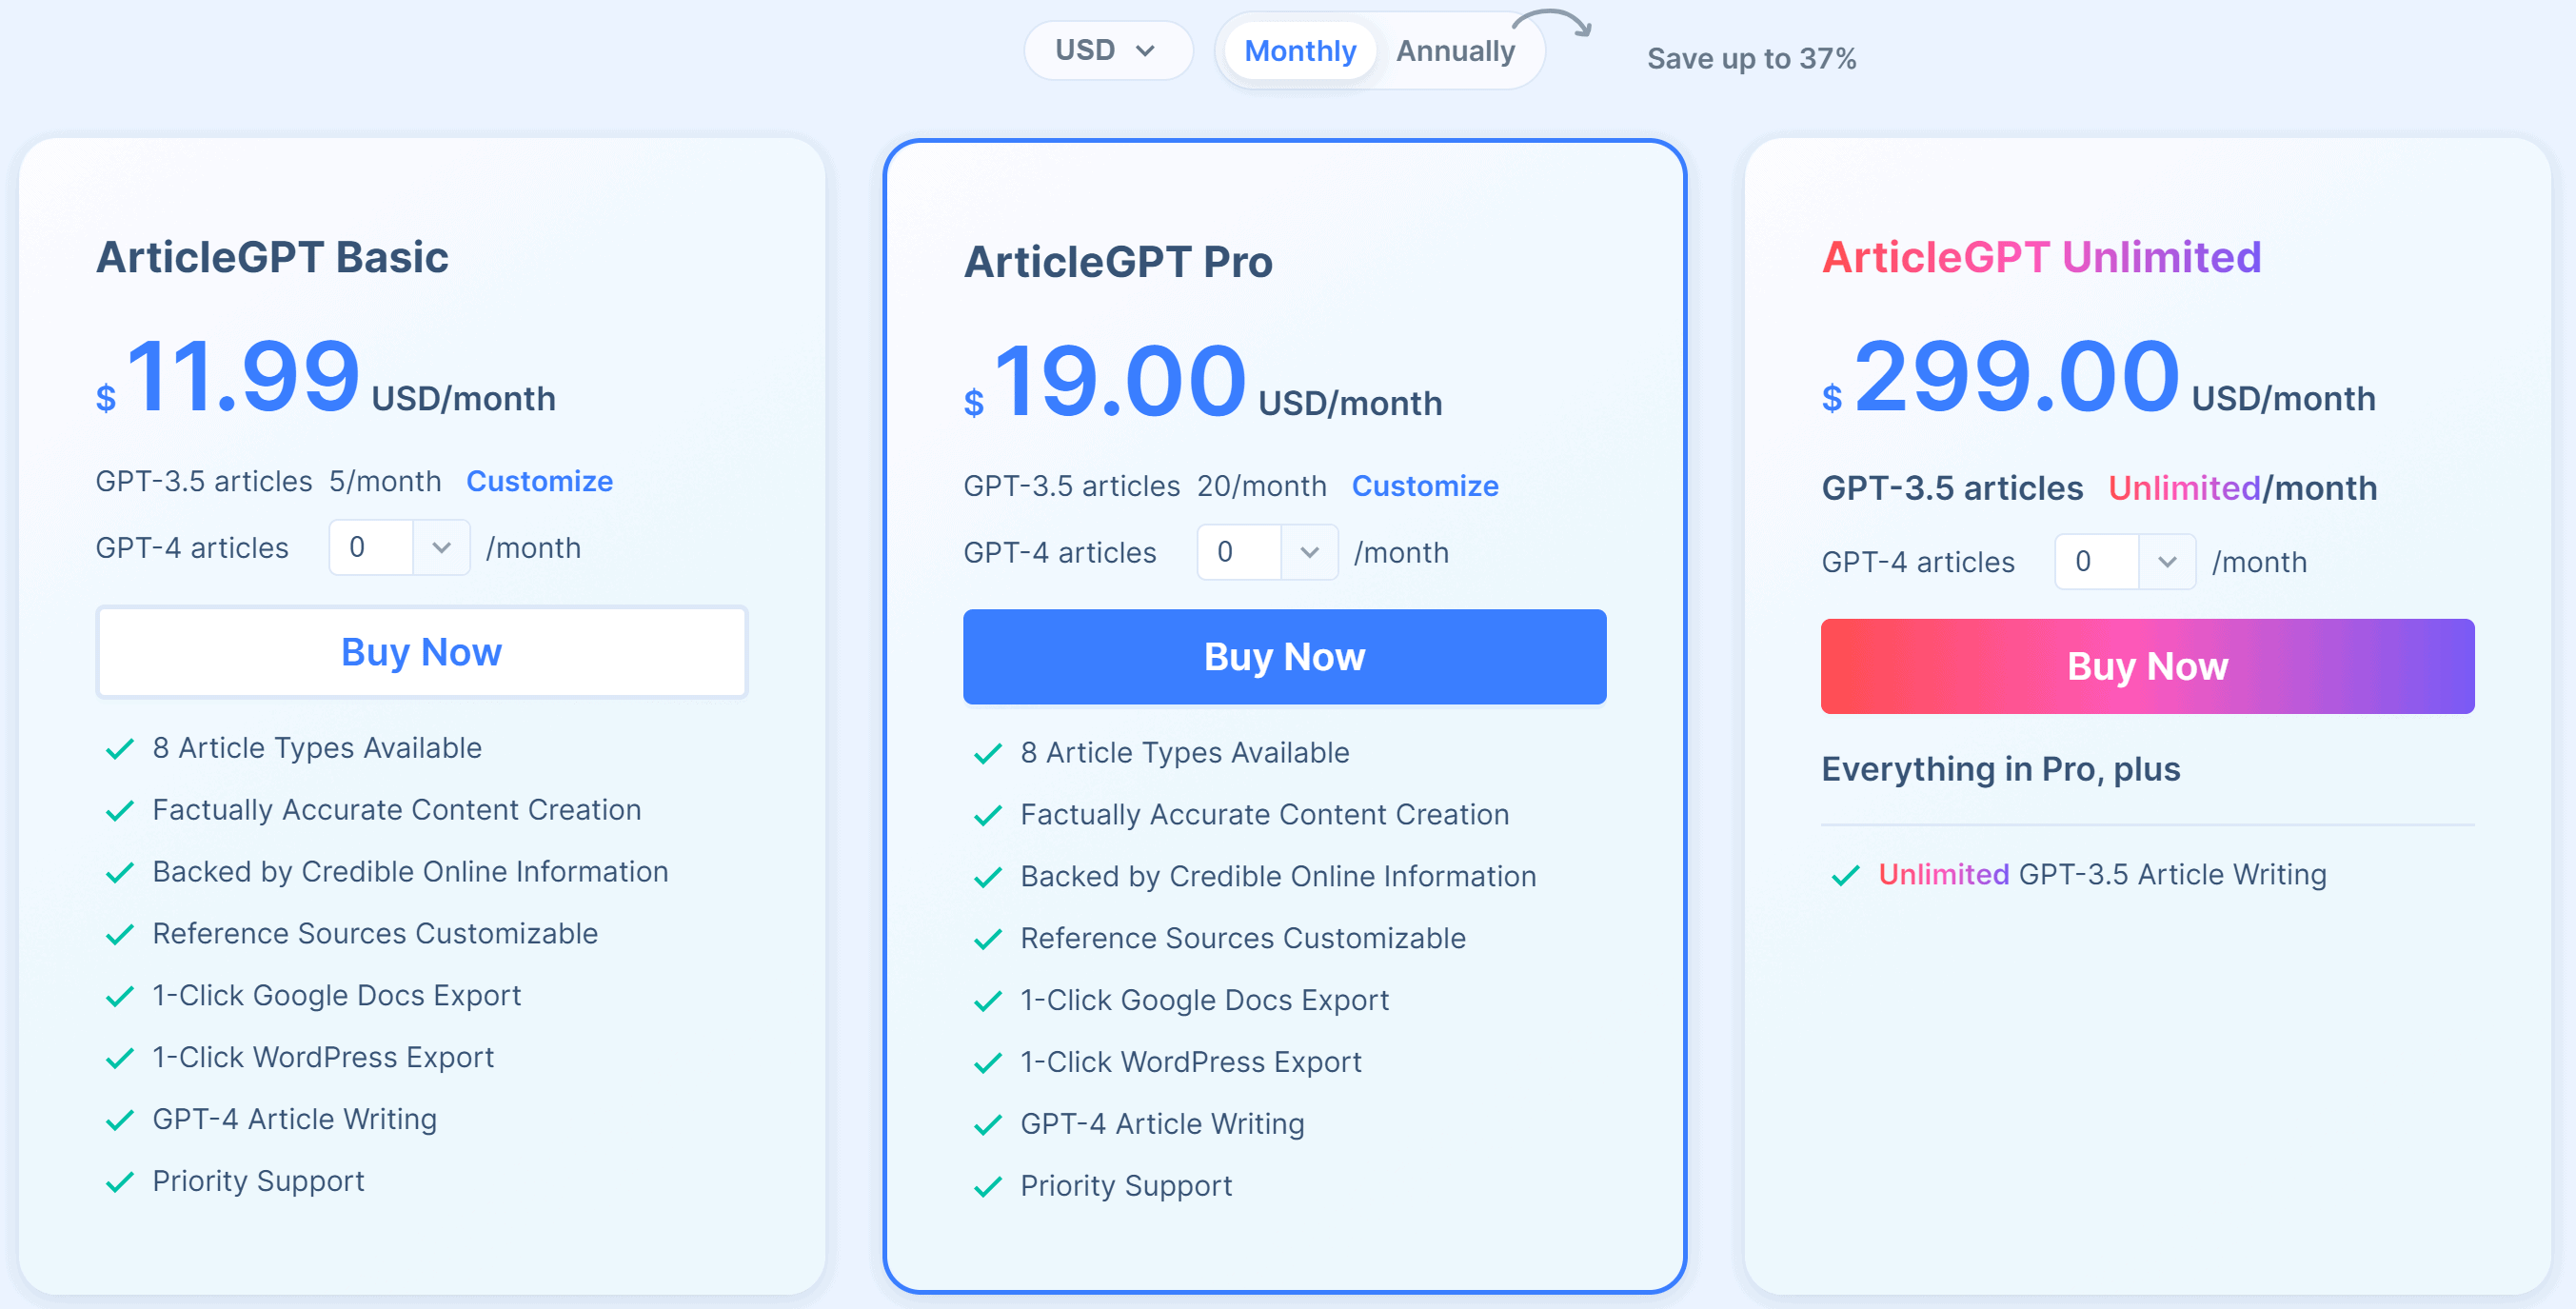 USD
Monthly Annually
Save up to 37%
ArticleGPT Basic
$ 11.99 USD/month
GPT-3.5 articles 5/month Customize
GPT-4 articles 0 /month
Buy Now
8 Article Types Available
Factually Accurate Content Creation
Backed by Credible Online Information
Reference Sources Customizable
1-Click Google Docs Export
1-Click WordPress Export
GPT-4 Article Writing
Priority Support
ArticleGPT Pro
$ 19.00 USD/month
GPT-3.5 articles 20/month Customize
GPT-4 articles 0 /month
Buy Now
8 Article Types Available
Factually Accurate Content Creation
Backed by Credible Online Information
Reference Sources Customizable
1-Click Google Docs Export
1-Click WordPress Export
GPT-4 Article Writing
Priority Support
ArticleGPT Unlimited
$ 299.00 USD/month
GPT-3.5 articles Unlimited/month
GPT-4 articles 0 /month
Buy Now
Everything in Pro, plus
Unlimited GPT-3.5 Article Writing